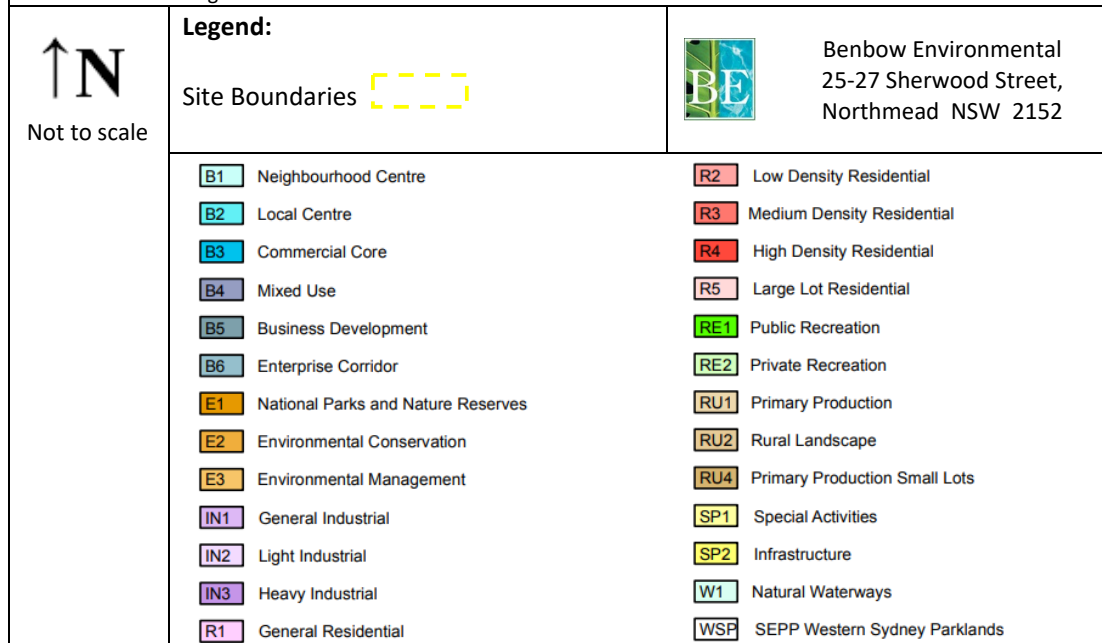 ↑N
Not to scale
Legend:
Site Boundaries
BE
Benbow Environmental
25-27 Sherwood Street,
Northmead NSW 2152
B1 Neighbourhood Centre
B2 Local Centre
B3 Commercial Core
B4 Mixed Use
B5 Business Development
B6 Enterprise Corridor
E1 National Parks and Nature Reserves
E2 Environmental Conservation
E3 Environmental Management
IN1 General Industrial
IN2 Light Industrial
IN3 Heavy Industrial
R1 General Residential
R2 Low Density Residential
R3 Medium Density Residential
R4 High Density Residential
R5 Large Lot Residential
RE1 Public Recreation
RE2 Private Recreation
RU1 Primary Production
RU2 Rural Landscape
RU4 Primary Production Small Lots
SP1 Special Activities
SP2 Infrastructure
W1 Natural Waterways
WSP SEPP Western Sydney Parklands